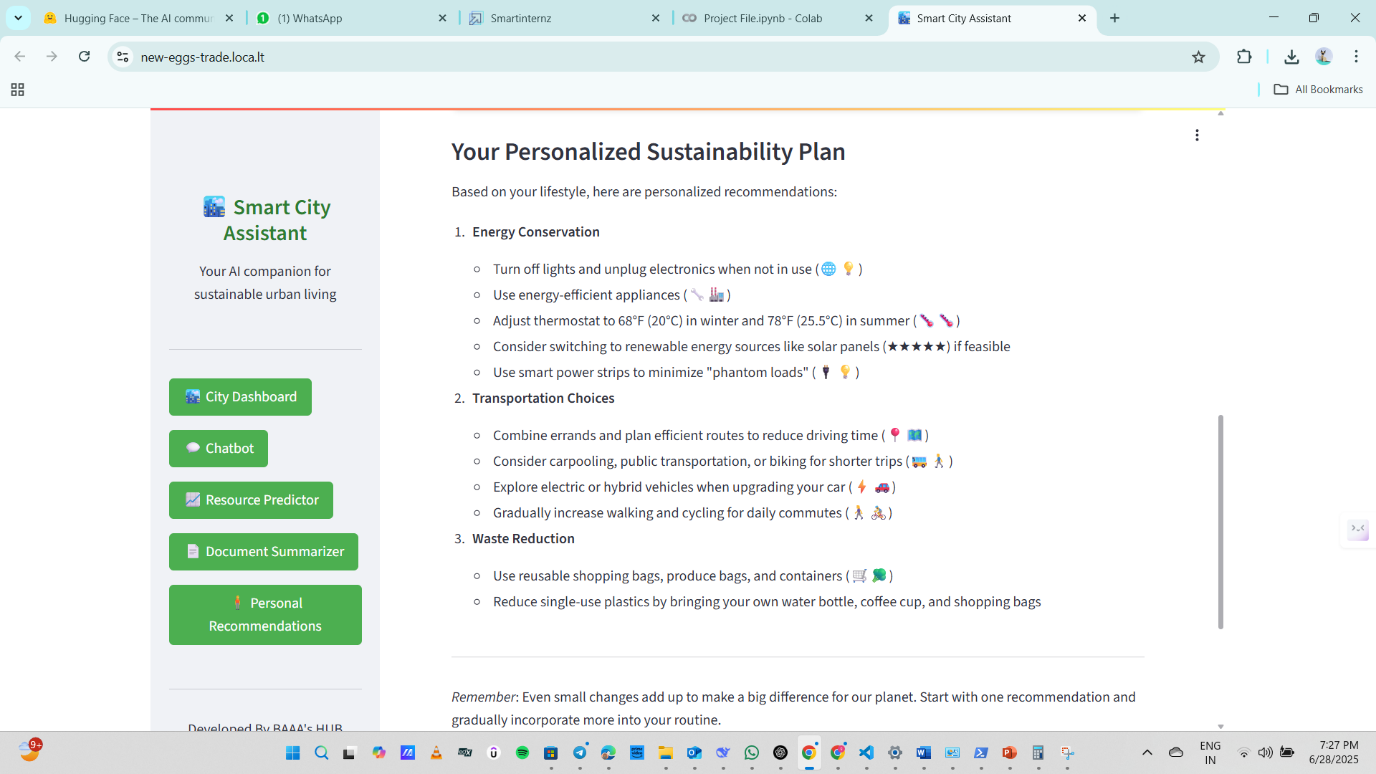 Hugging Face – The AI commun
(1) WhatsApp
Smartinternz
Project File.ipynb - Colab
Smart City Assistant
new-eggs-trade.loca.lt
All Bookmarks
Smart City
Assistant
Your AI companion for
sustainable urban living
City Dashboard
Chatbot
Resource Predictor
Document Summarizer
Personal
Recommendations
Developed By BAAA's HUB
Your Personalized Sustainability Plan
Based on your lifestyle, here are personalized recommendations:
1. Energy Conservation
Turn off lights and unplug electronics when not in use (🌐 💡 )
Use energy-efficient appliances ( 🔧 🏭 )
Adjust thermostat to 68°F (20°C) in winter and 78°F (25.5°C) in summer ( 🌡 🌡 )
Consider switching to renewable energy sources like solar panels (★★★★★) if feasible
Use smart power strips to minimize "phantom loads" ( 🔌 💡 )
2. Transportation Choices
Combine errands and plan efficient routes to reduce driving time ( 📍 🗺 )
Consider carpooling, public transportation, or biking for shorter trips ( 🚌 🚶 )
Explore electric or hybrid vehicles when upgrading your car ( ⚡ 🚗 )
Gradually increase walking and cycling for daily commutes ( 🚶 🚴 )
3. Waste Reduction
Use reusable shopping bags, produce bags, and containers ( 🛒 🥦 )
Reduce single-use plastics by bringing your own water bottle, coffee cup, and shopping bags
Remember: Even small changes add up to make a big difference for our planet. Start with one recommendation and
gradually incorporate more into your routine.
9+
ENG
IN
7:27 PM
6/28/2025